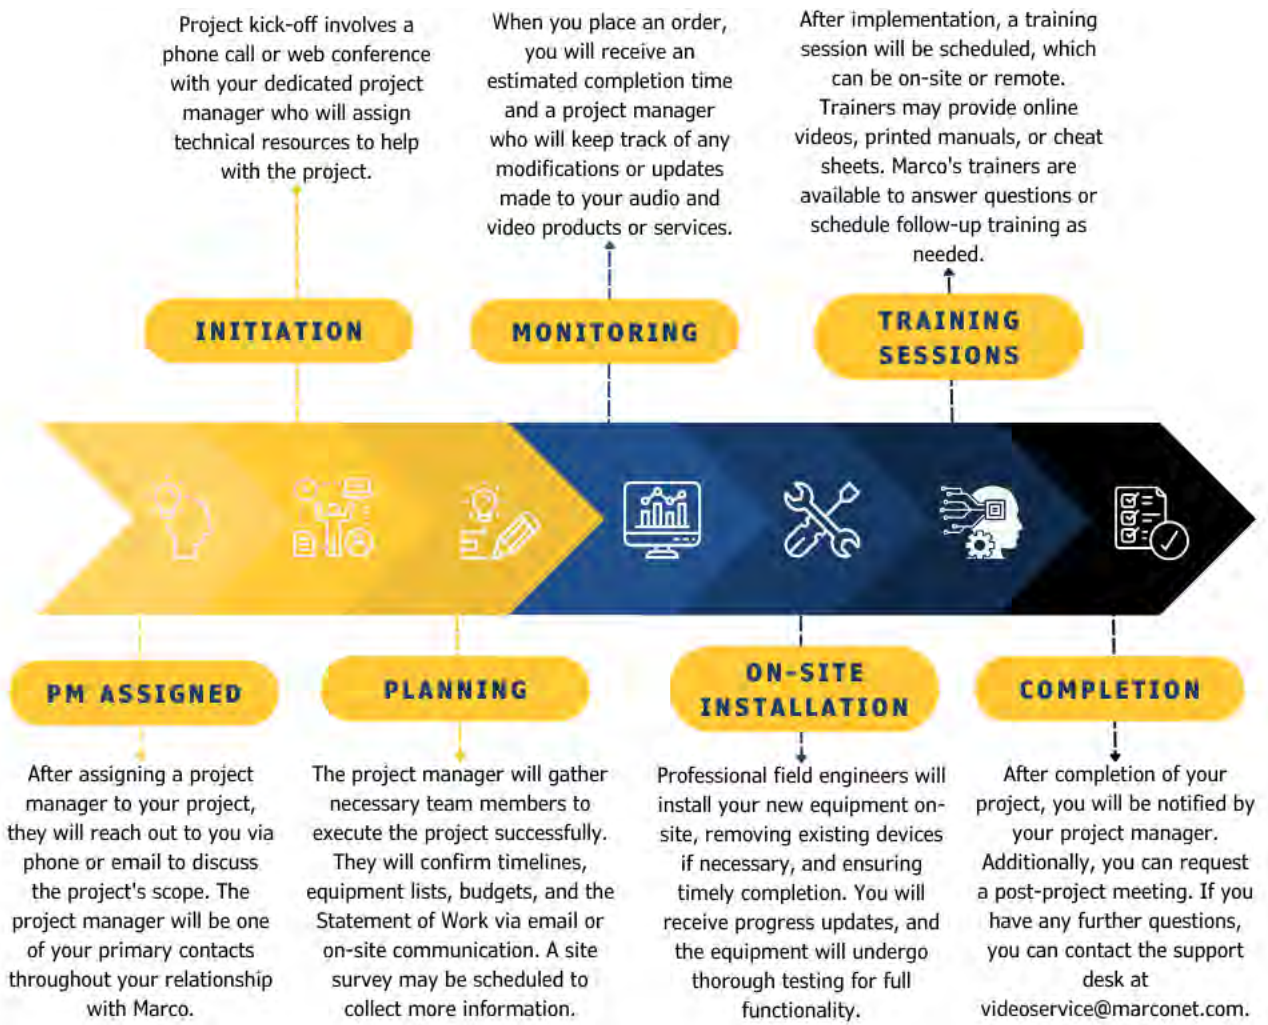 Project kick-off involves a
phone call or web conference
with your dedicated project
manager who will assign
technical resources to help
with the project.
When you place an order,
you will receive an
estimated completion time
and a project manager
who will keep track of any
modifications or updates
made to your audio and
video products or services.
After implementation, a training
session will be scheduled, which
can be on-site or remote.
Trainers may provide online
videos, printed manuals, or cheat
sheets. Marco's trainers are
available to answer questions or
schedule follow-up training as
needed.
INITIATION
MONITORING
TRAINING
SESSIONS
PM ASSIGNED
PLANNING
ON-SITE
INSTALLATION
COMPLETION
After assigning a project
manager to your project,
they will reach out to you via
phone or email to discuss
the project's scope. The
project manager will be one
of your primary contacts
throughout your relationship
with Marco.
The project manager will gather
necessary team members to
execute the project successfully.
They will confirm timelines,
equipment lists, budgets, and the
Statement of Work via email or
on-site communication. A site
survey may be scheduled to
collect more information.
Professional field engineers will
install your new equipment on-
site, removing existing devices
if necessary, and ensuring
timely completion. You will
receive progress updates, and
the equipment will undergo
thorough testing for full
functionality.
After completion of your
project, you will be notified by
your project manager.
Additionally, you can request
a post-project meeting. If you
have any further questions,
you can contact the support
desk at
videoservice@marconet.com.